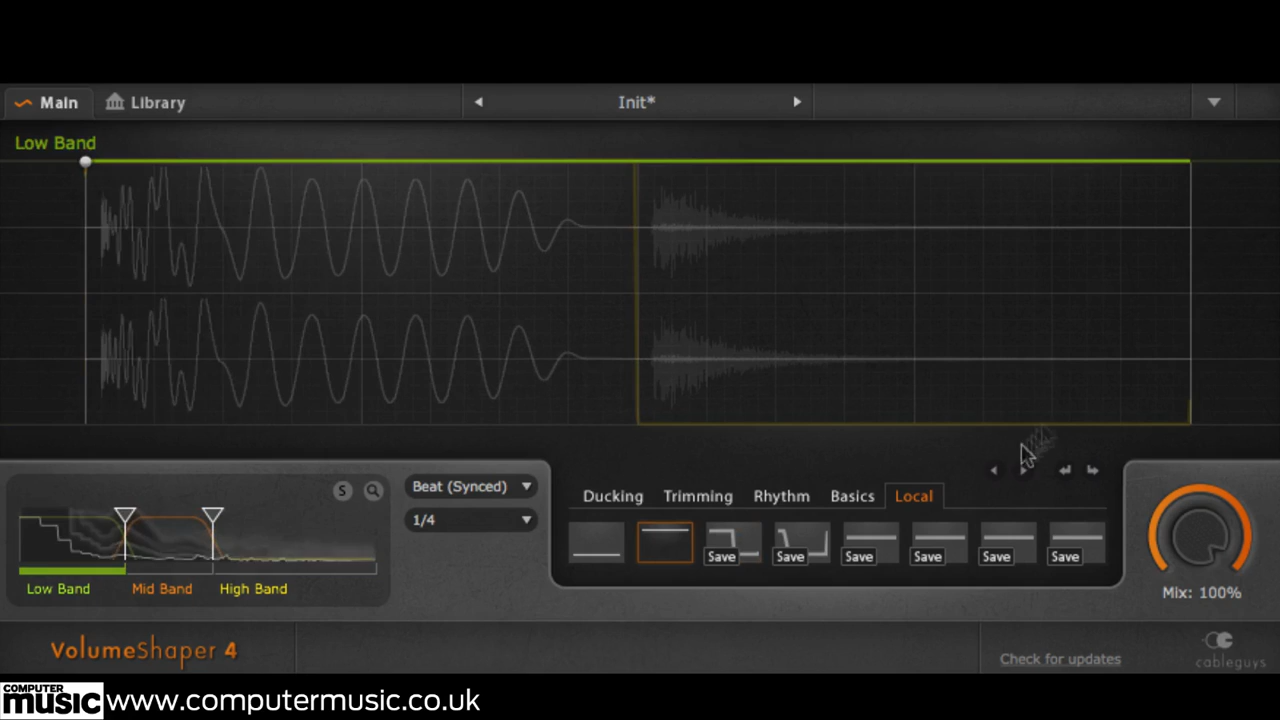 Main
Library
Init*
Low Band
S
Beat (Synced)
1/4
Low Band
Mid Band
High Band
Ducking
Trimming
Rhythm
Basics
Local
Save
Save
Save
Save
Save
Save
Mix: 100%
VolumeShaper 4
Check for updates
cableguys
COMPUTER
music
www.computermusic.co.uk